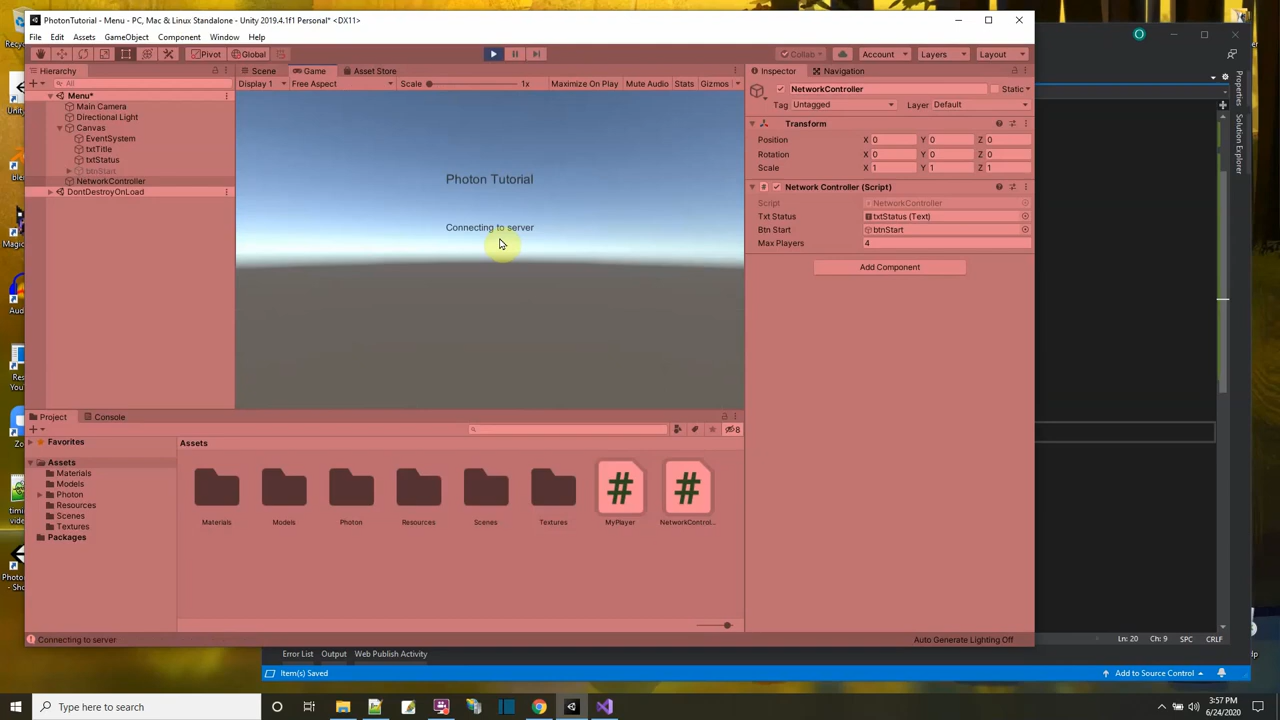 PhotonTutorial - Menu - PC, Mac & Linux Standalone - Unity 2019.4.1f1 Personal* <DX11>
File Edit Assets GameObject Component Window Help
Pivot Global Collab Account Layers Layout
Hierarchy
All
Menu*
Main Camera
Directional Light
Canvas
EventSystem
txtTitle
txtStatus
btnStart
NetworkController
DontDestroyOnLoad
Scene Game Asset Store
Display 1 Free Aspect Scale 1x Maximize On Play Mute Audio Stats Gizmos
Photon Tutorial
Connecting to server
Inspector Navigation
NetworkController Static
Tag Untagged Layer Default
Transform
Position X 0 Y 0 Z 0
Rotation X 0 Y 0 Z 0
Scale X 1 Y 1 Z 1
Network Controller (Script)
Script NetworkController
Txt Status txtStatus (Text)
Btn Start btnStart
Max Players 4
Add Component
Project Console
8
Favorites
Assets
Materials
Models
Photon
Resources
Scenes
Textures
Packages
Assets
Materials Models Photon Resources Scenes Textures MyPlayer NetworkControl...
Connecting to server
Auto Generate Lighting Off
Properties
Solution Explorer
Ln: 20 Ch: 9 SPC CRLF
Error List Output Web Publish Activity
Item(s) Saved
Add to Source Control
Type here to search
3:57 PM
6/24/2020